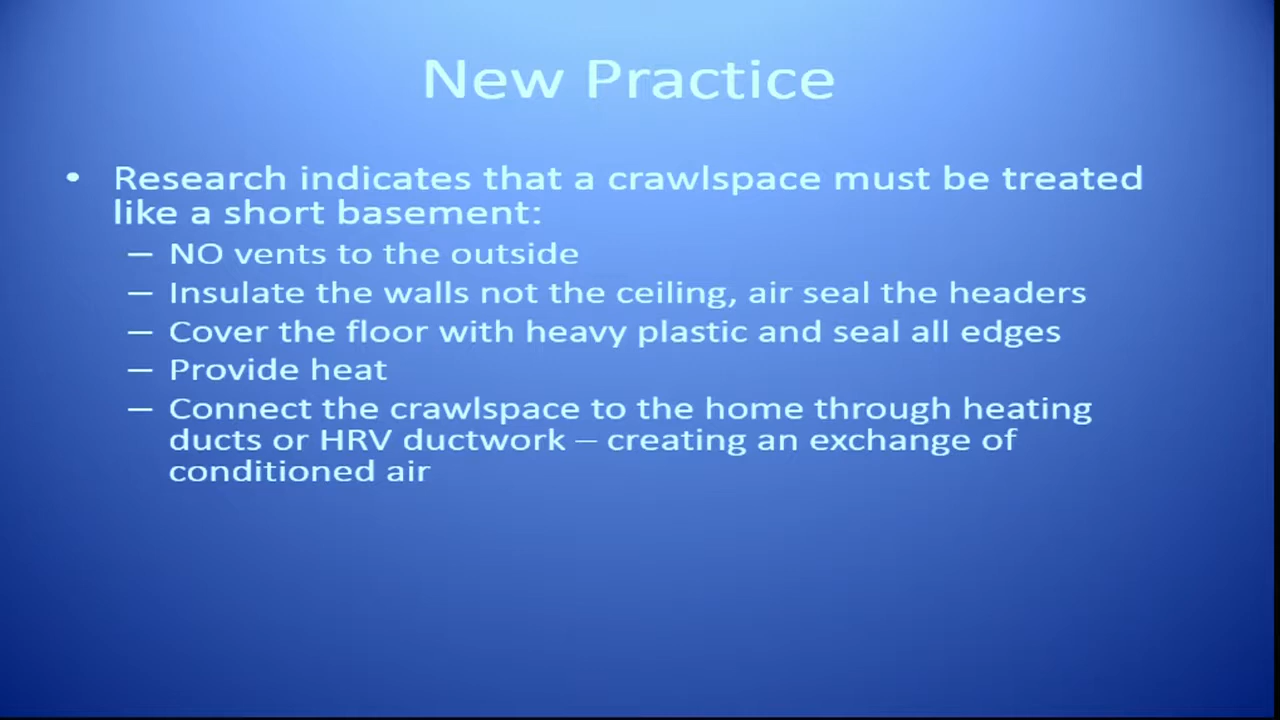 New Practice
• Research indicates that a crawlspace must be treated
like a short basement:
– NO vents to the outside
– Insulate the walls not the ceiling, air seal the headers
– Cover the floor with heavy plastic and seal all edges
– Provide heat
– Connect the crawlspace to the home through heating
ducts or HRV ductwork – creating an exchange of
conditioned air